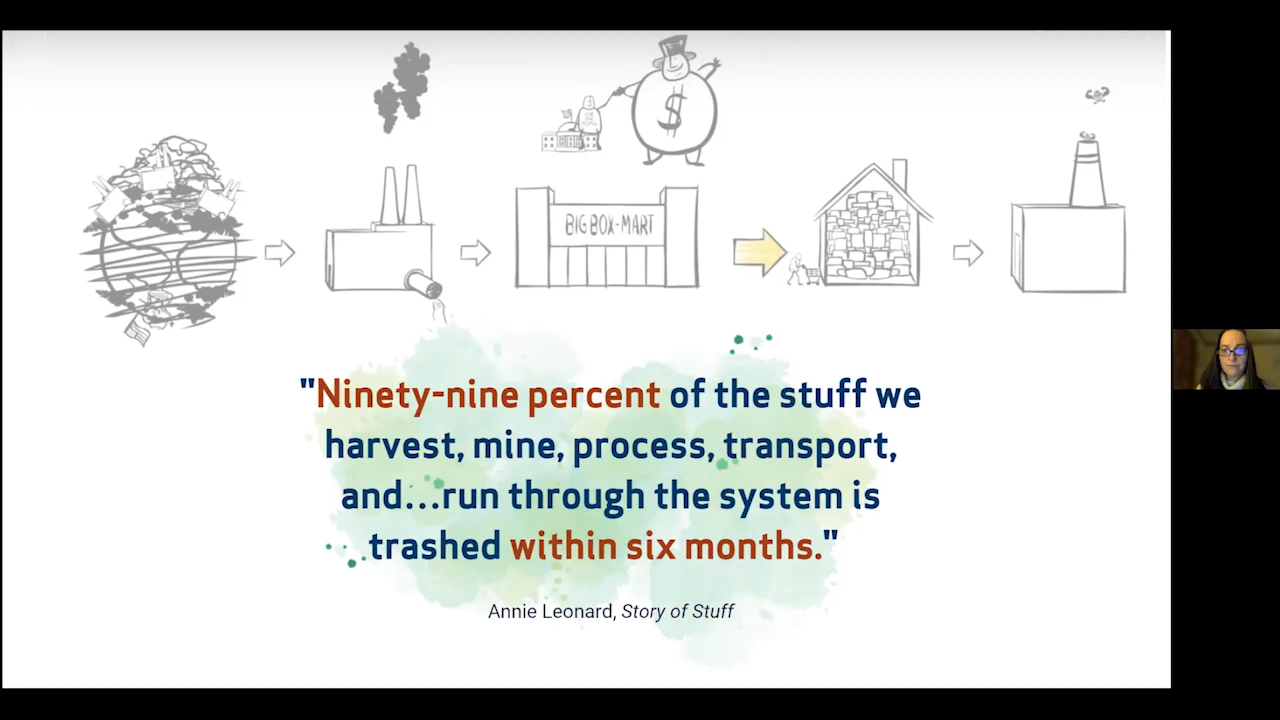 $
BIG BOX-MART
"Ninety-nine percent of the stuff we
harvest, mine, process, transport,
and...run through the system is
trashed within six months."
Annie Leonard, Story of Stuff